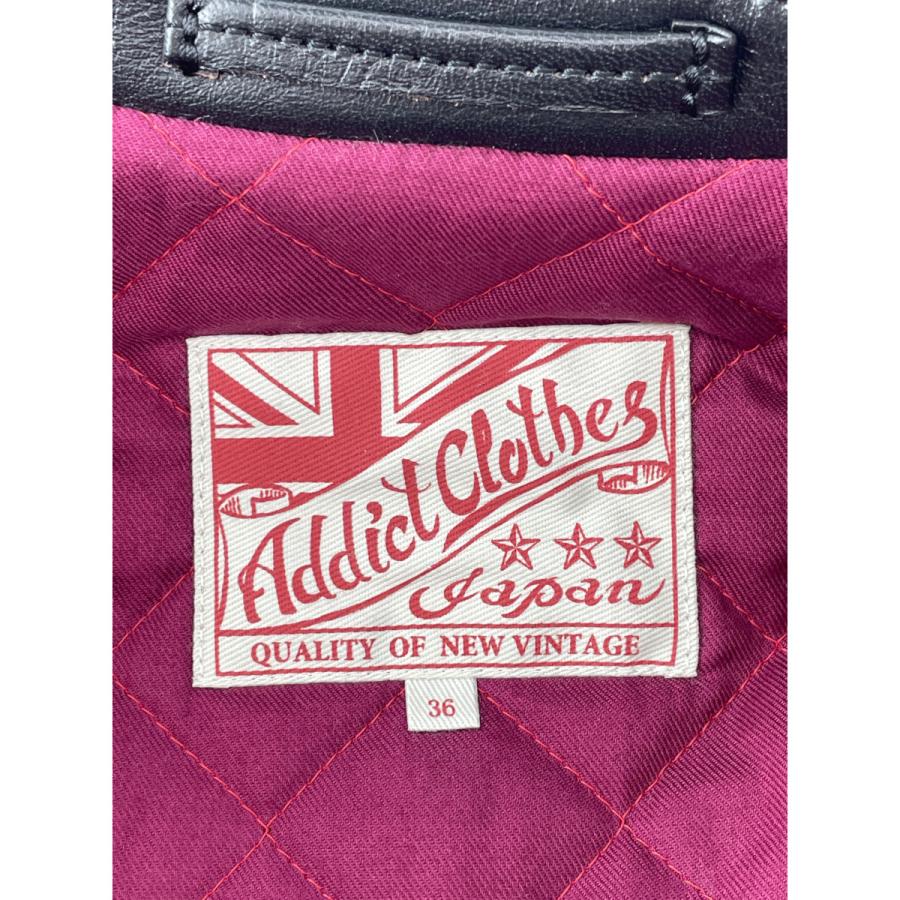 Addict Clothes
Japan
QUALITY OF NEW VINTAGE
36